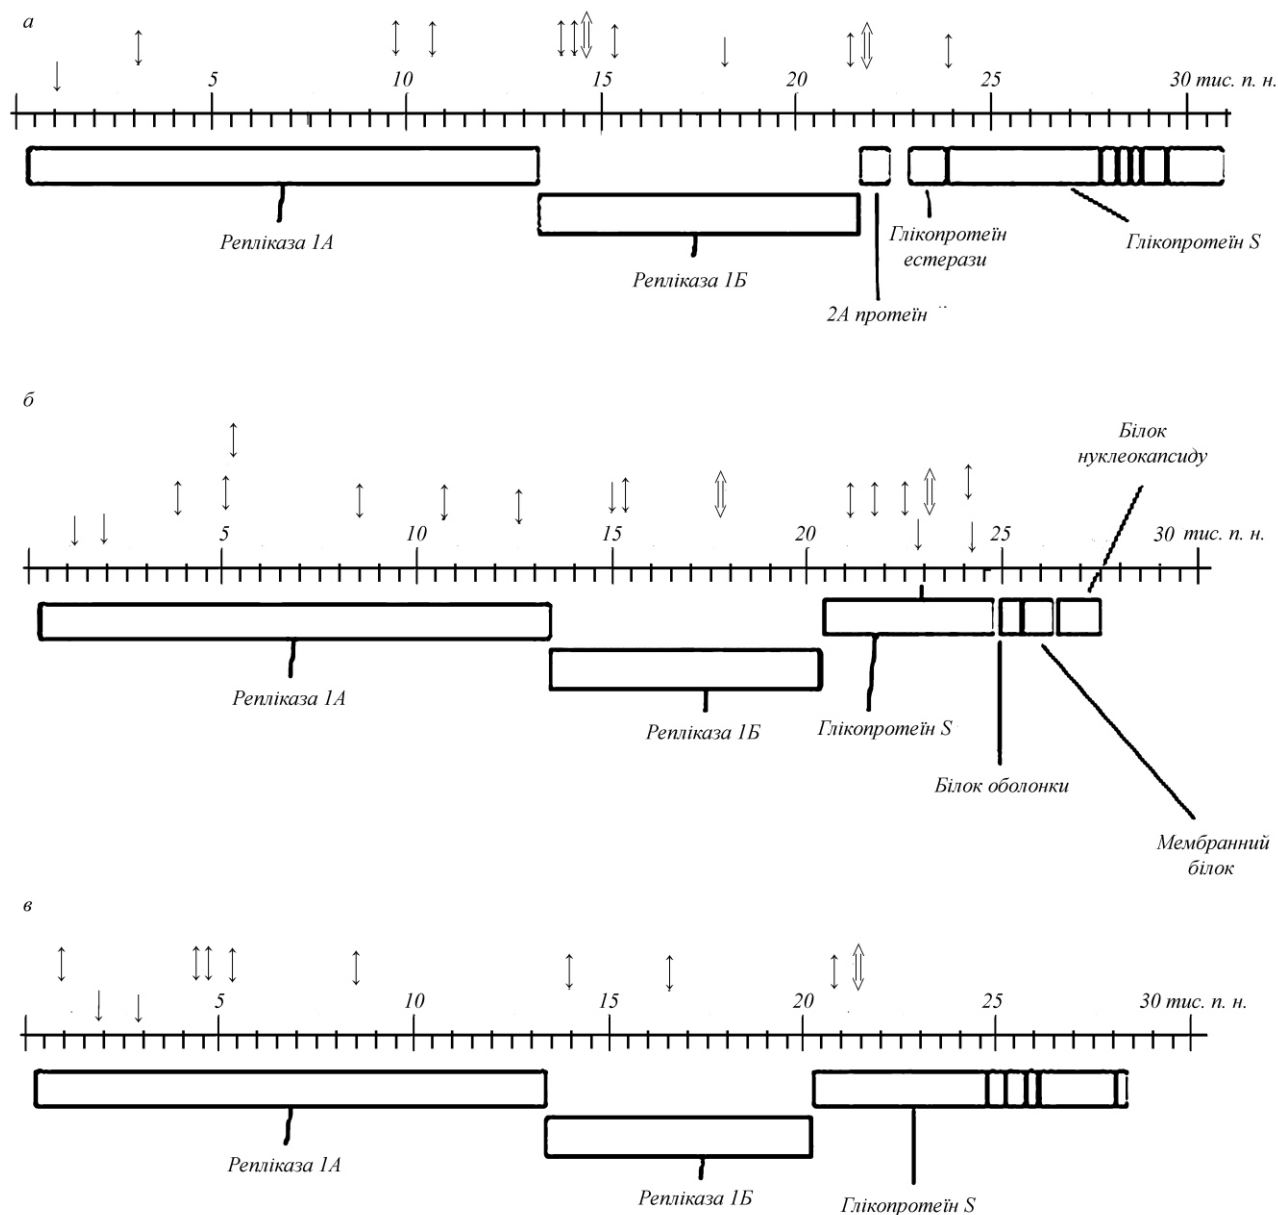 а
5 10 15 20 25 30 тис. п. н.
Репліказа 1А
Репліказа 1Б
2А протеїн
Глікопротеїн
естерази
Глікопротеїн S
б
Білок
нуклеокапсиду
5 10 15 20 25 30 тис. п. н.
Репліказа 1А
Репліказа 1Б
Глікопротеїн S
Білок оболонки
Мембранний
білок
в
5 10 15 20 25 30 тис. п. н.
Репліказа 1А
Репліказа 1Б
Глікопротеїн S